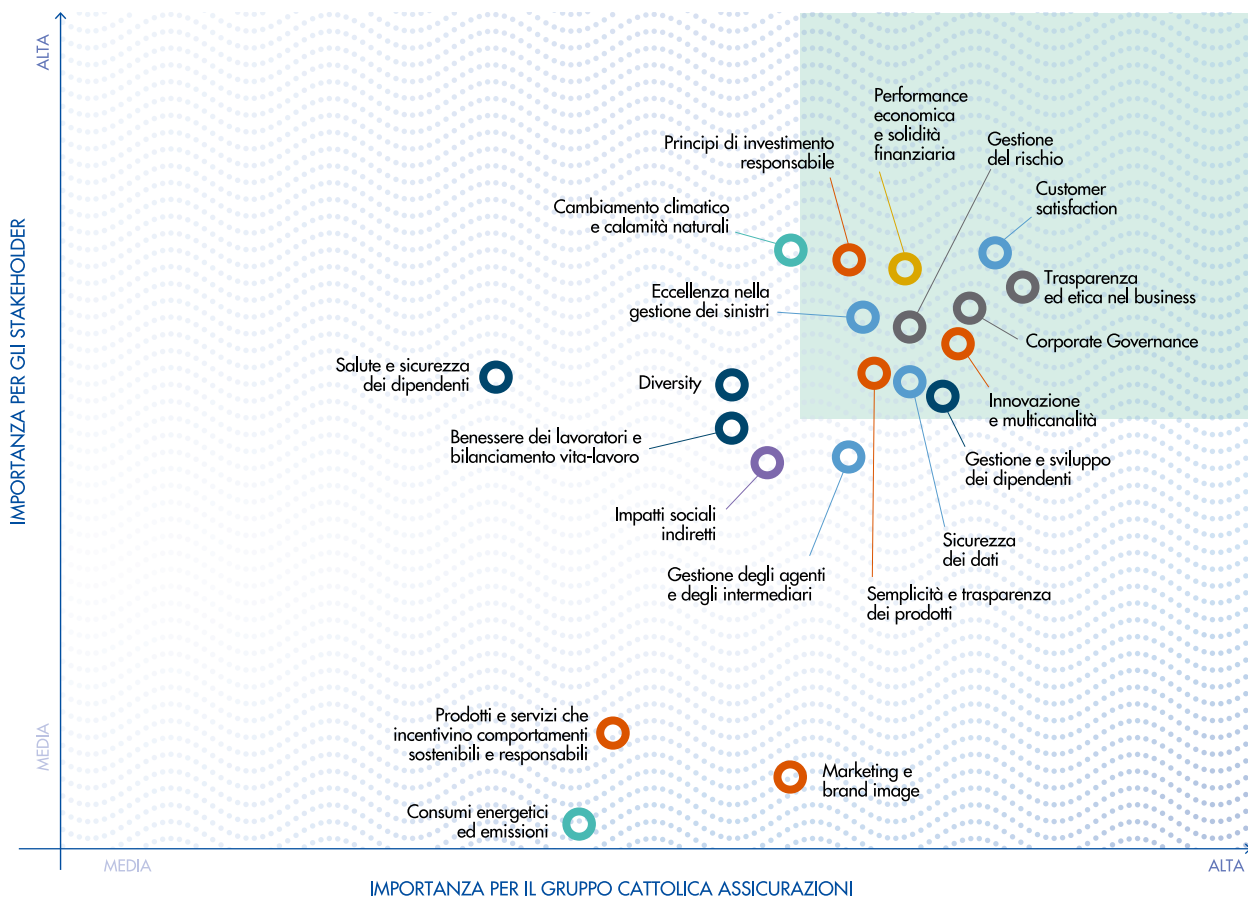 ALTA
IMPORTANZA PER GLI STAKEHOLDER
MEDIA
Performance
economica
e solidità
finanziaria
Gestione
del rischio
Principi di investimento
responsabile
Customer
satisfaction
Cambiamento climatico
e calamità naturali
Trasparenza
ed etica nel business
Eccellenza nella
gestione dei sinistri
Corporate Governance
Salute e sicurezza
dei dipendenti
Diversity
Innovazione
e multicanalità
Benessere dei lavoratori e
bilanciamento vita-lavoro
Gestione e sviluppo
dei dipendenti
Impatti sociali
indiretti
Sicurezza
dei dati
Gestione degli agenti
e degli intermediari
Semplicità e trasparenza
dei prodotti
Prodotti e servizi che
incentivino comportamenti
sostenibili e responsabili
Marketing e
brand image
Consumi energetici
ed emissioni
MEDIA
ALTA
IMPORTANZA PER IL GRUPPO CATTOLICA ASSICURAZIONI